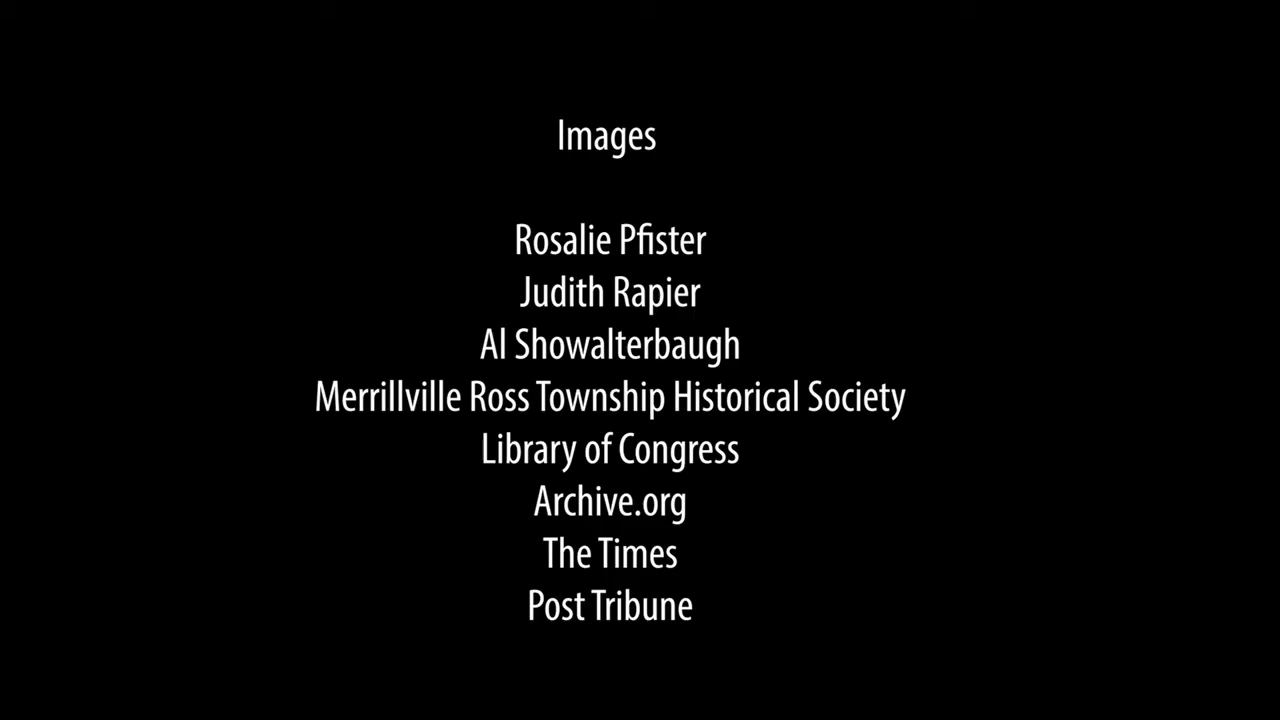 Images
Rosalie Pfister
Judith Rapier
Al Showalterbaugh
Merrillville Ross Township Historical Society
Library of Congress
Archive.org
The Times
Post Tribune